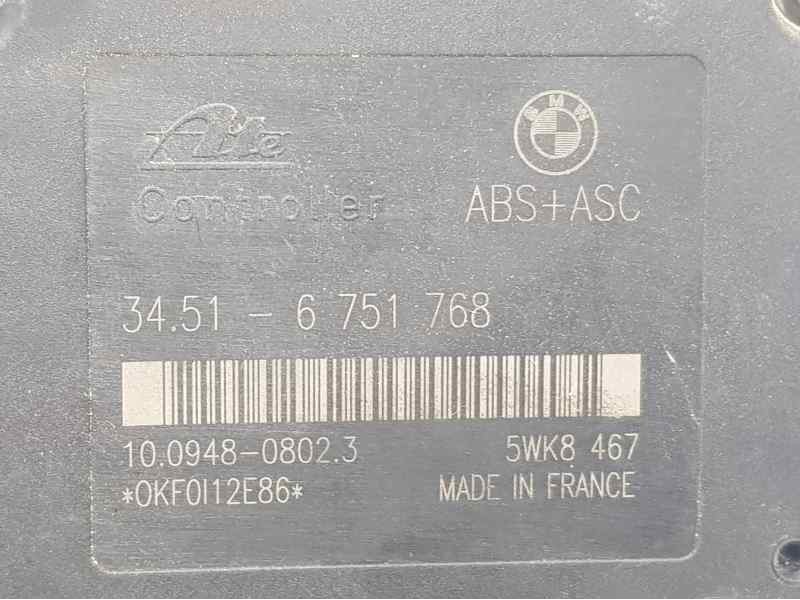 Ate
BMW
Controller
ABS+ASC
34.51 - 6 751 768
10.0948-0802.3
5WK8 467
*OKF0I12E86*
MADE IN FRANCE